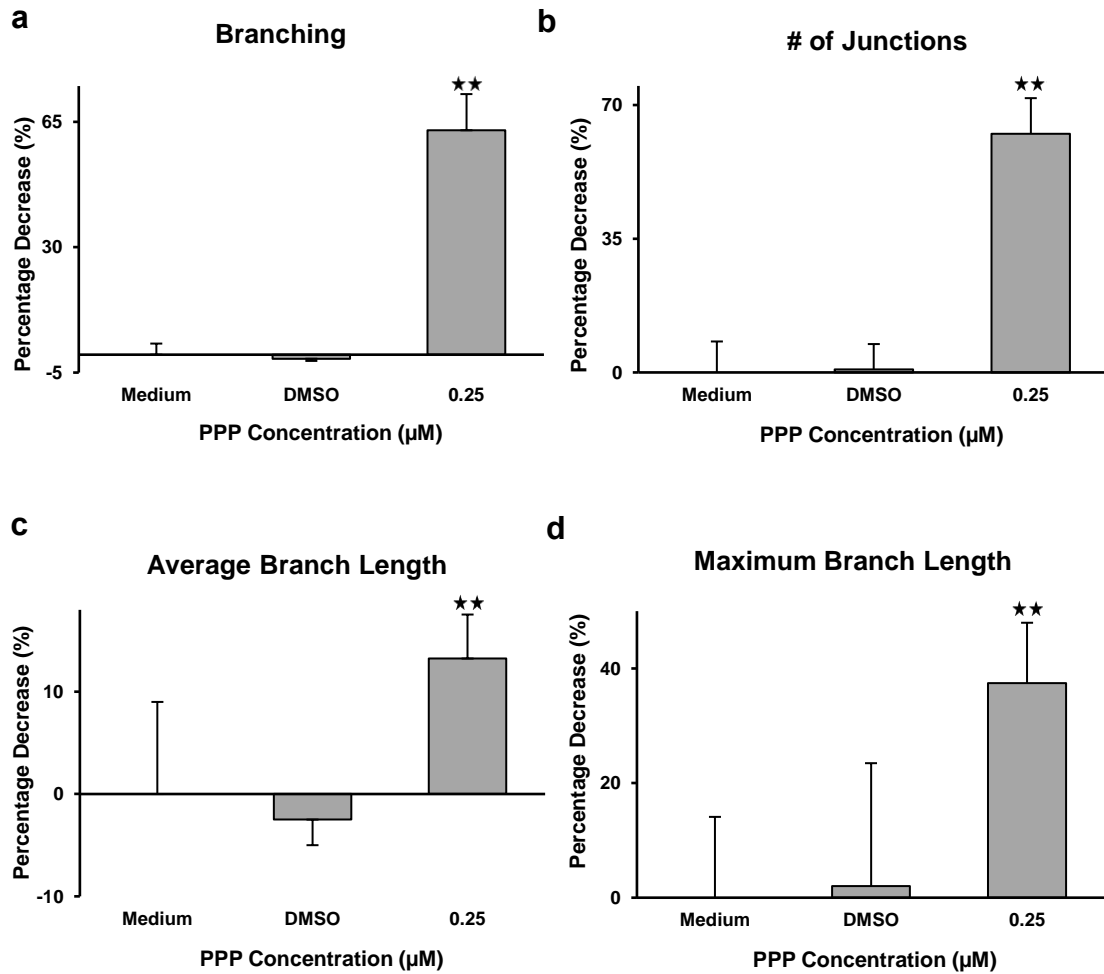 a
Branching
★★
Percentage Decrease (%)
65
30
-5
Medium DMSO 0.25
PPP Concentration (µM)
b
# of Junctions
★★
Percentage Decrease (%)
70
35
0
Medium DMSO 0.25
PPP Concentration (µM)
c
Average Branch Length
★★
Percentage Decrease (%)
10
0
-10
Medium DMSO 0.25
PPP Concentration (µM)
d
Maximum Branch Length
★★
Percentage Decrease (%)
40
20
0
Medium DMSO 0.25
PPP Concentration (µM)